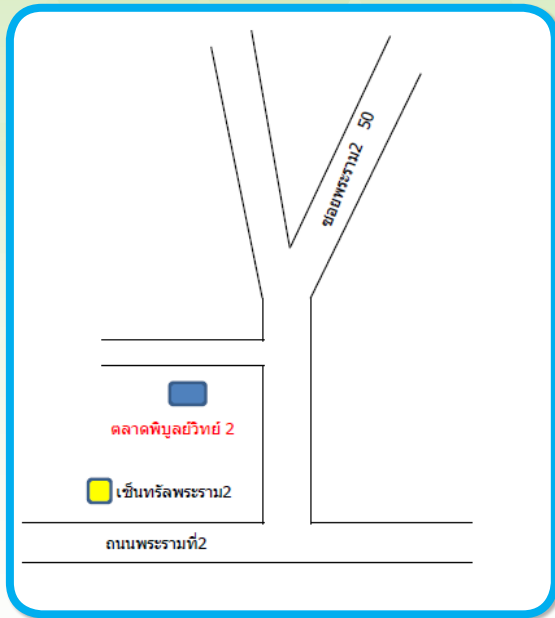 ซอยพระราม2 50
ตลาดพิบูลย์วิทย์ 2
เซ็นทรัลพระราม2
ถนนพระรามที่2